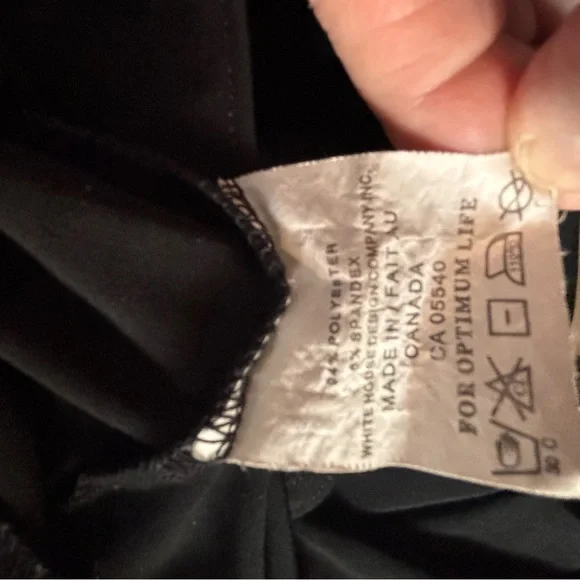 94% POLYESTER
6% SPANDEX
WHITE HOUSE DESIGN COMPANY INC.
MADE IN / FAIT AU
CANADA
CA 05540
FOR OPTIMUM LIFE
30 C